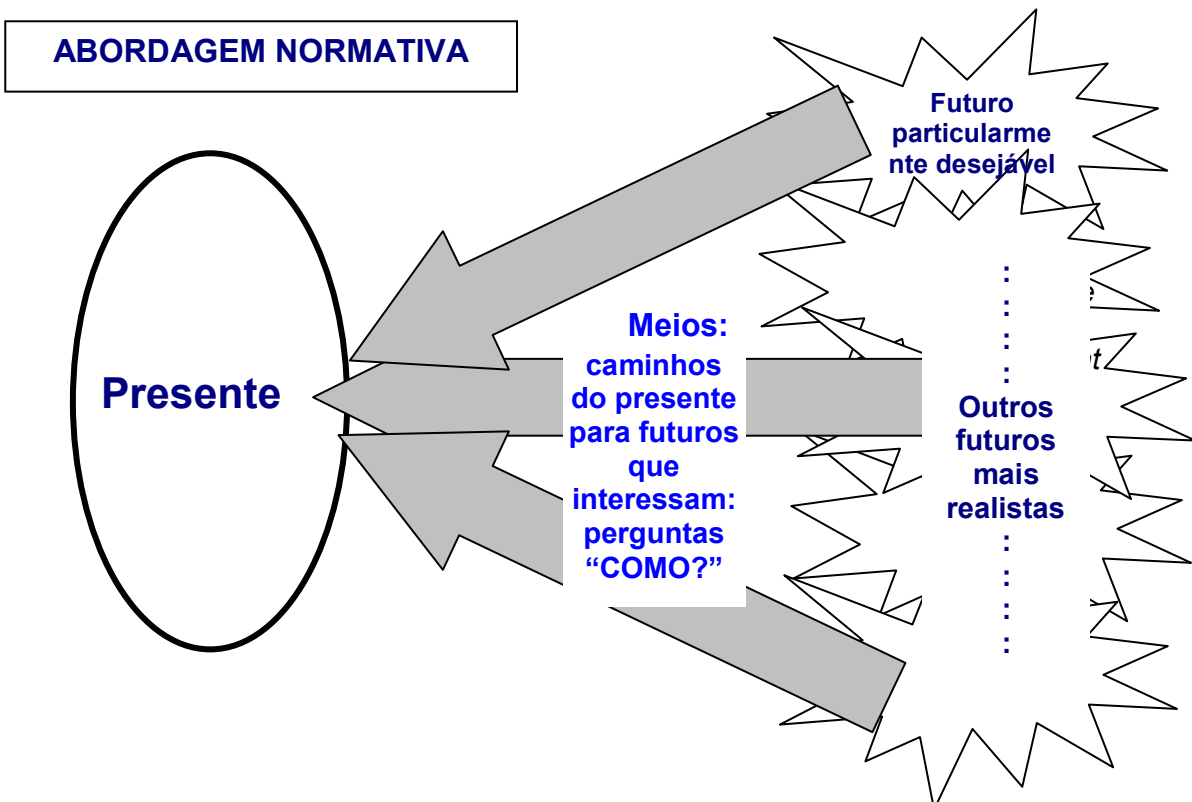 ABORDAGEM NORMATIVA
Futuro
particularme
nte desejável
Presente
Meios:
caminhos
do presente
para futuros
que
interessam:
perguntas
“COMO?”
:
:
:
:
Outros
futuros
mais
realistas
:
:
:
: